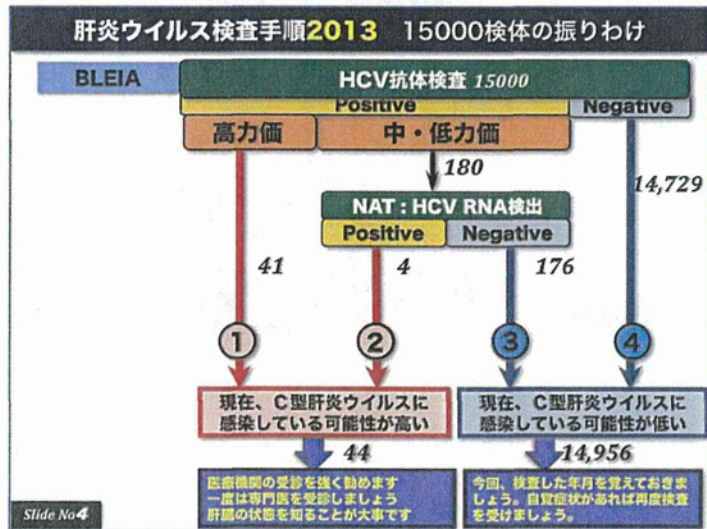 肝炎ウイルス検査手順2013 15000検体の振りわけ
BLEIA
HCV抗体検査 15000
Positive
Negative
高力価
中・低力価
180
14,729
NAT : HCV RNA検出
Positive
Negative
41
4
176
1
2
3
4
現在、C型肝炎ウイルスに
感染している可能性が高い
現在、C型肝炎ウイルスに
感染している可能性が低い
44
14,956
医療機関の受診を強く勧めます
一度は専門医を受診しましょう
肝臓の状態を知ることが大事です
今回、検査した年月を覚えておきま
しょう。自覚症状があれば再度検査
を受けましょう。
Slide No4